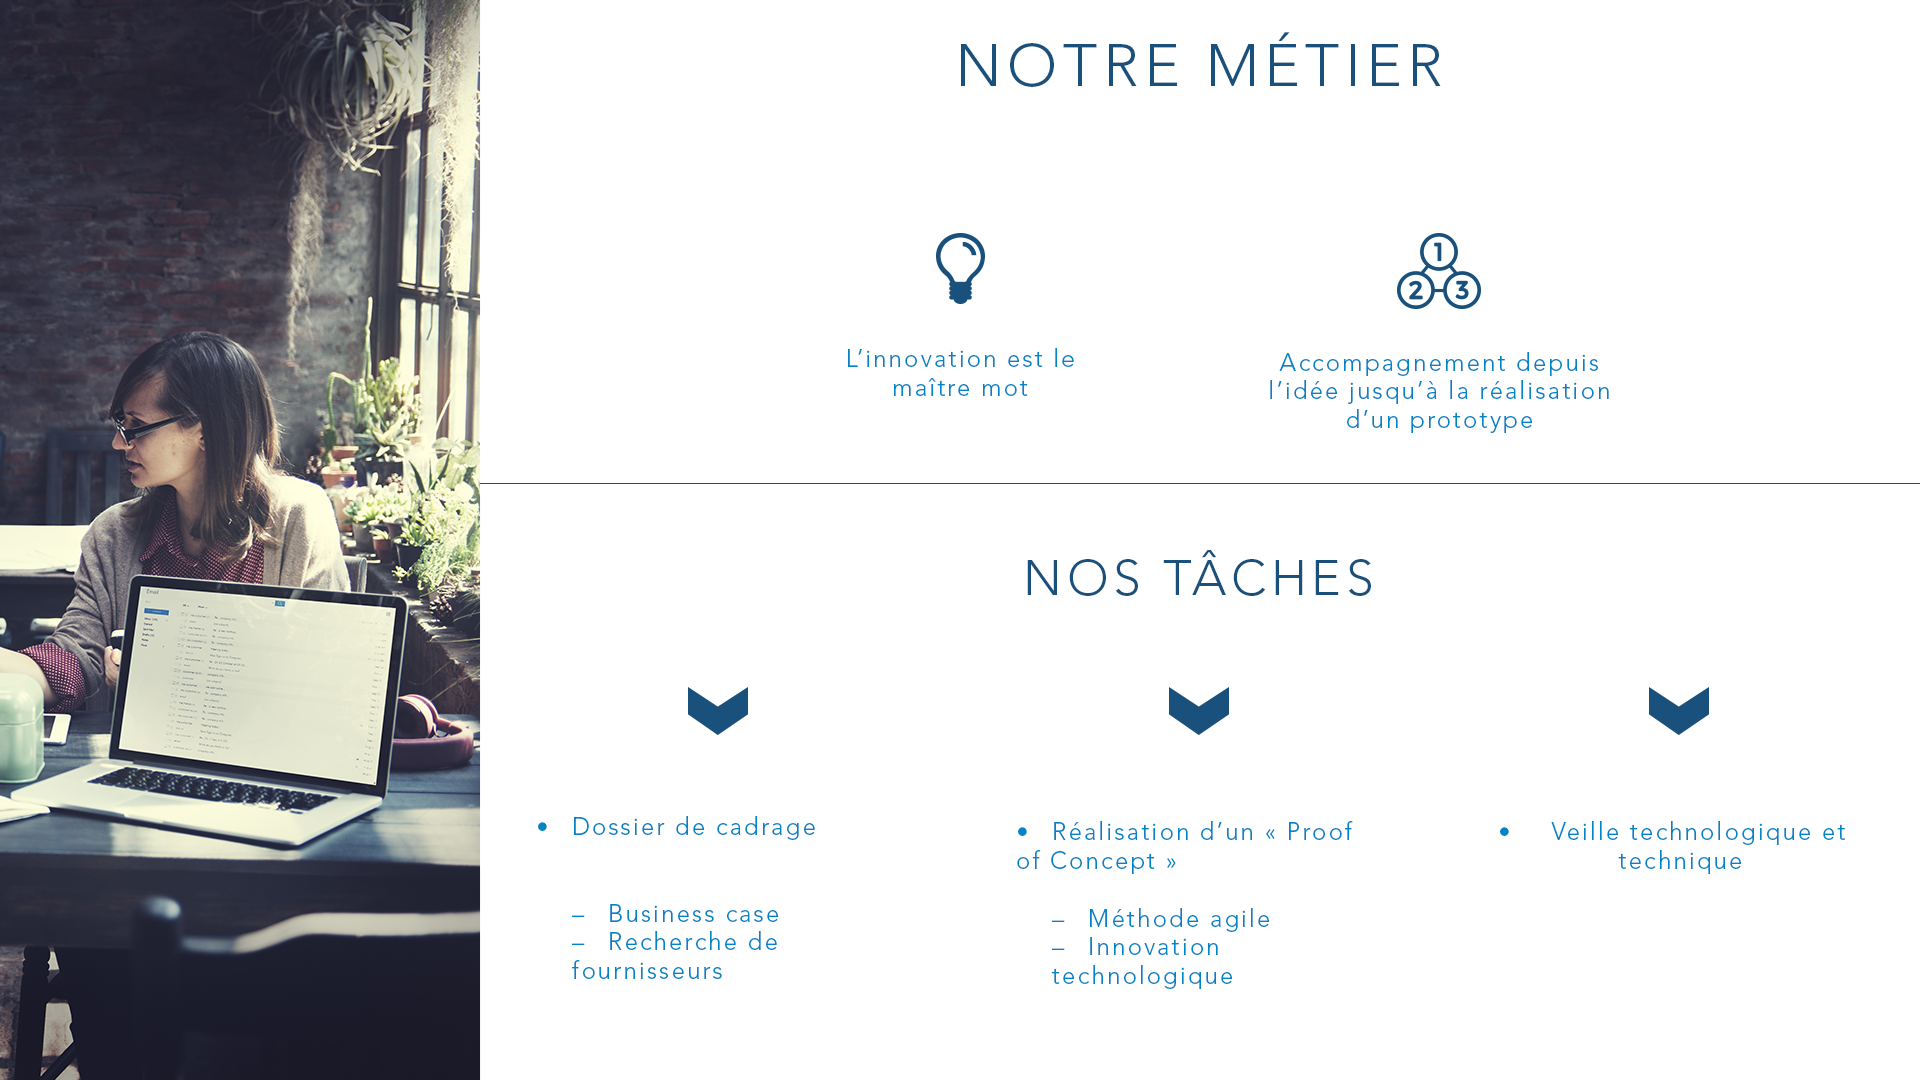 NOTRE MÉTIER
1
2 3
L’innovation est le
maître mot
Accompagnement depuis
l’idée jusqu’à la réalisation
d’un prototype
NOS TÂCHES
• Dossier de cadrage
– Business case
– Recherche de
fournisseurs
• Réalisation d’un « Proof
of Concept »
– Méthode agile
– Innovation
technologique
• Veille technologique et
technique
Email